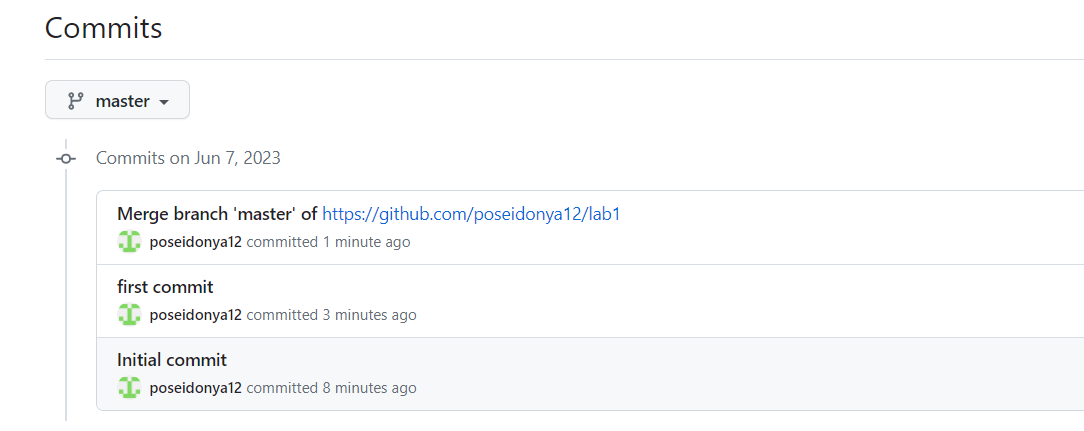 Commits
master
Commits on Jun 7, 2023
Merge branch 'master' of https://github.com/poseidonya12/lab1
poseidonya12 committed 1 minute ago
first commit
poseidonya12 committed 3 minutes ago
Initial commit
poseidonya12 committed 8 minutes ago